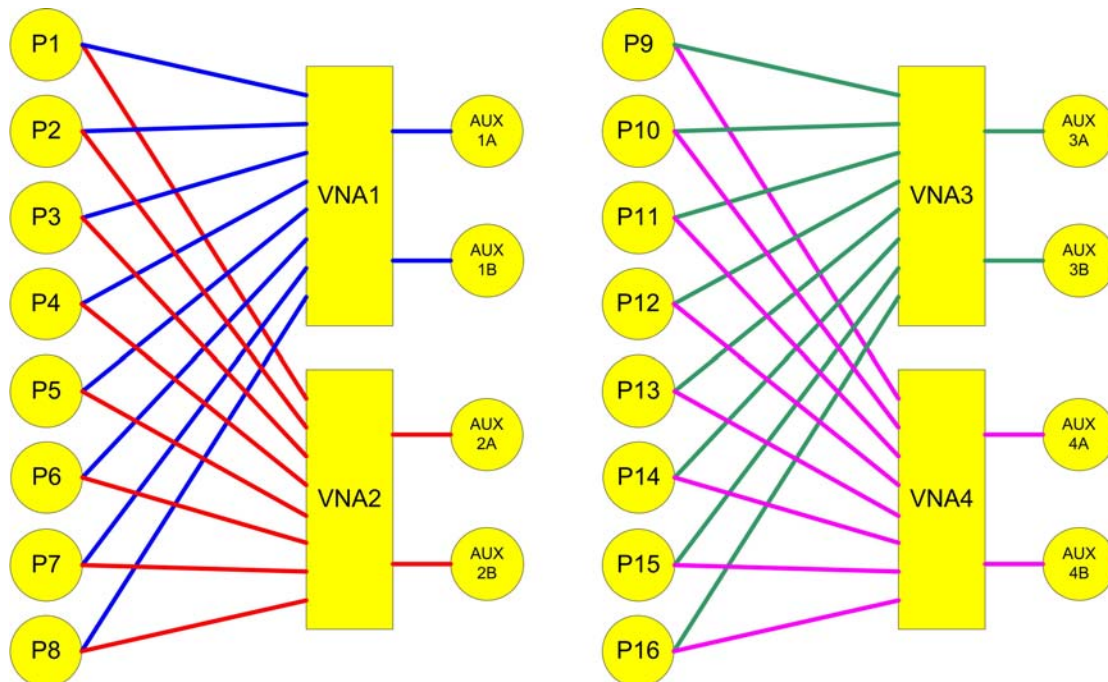 P1
P2
P3
P4
P5
P6
P7
P8
VNA1
VNA2
AUX
1A
AUX
1B
AUX
2A
AUX
2B
P9
P10
P11
P12
P13
P14
P15
P16
VNA3
VNA4
AUX
3A
AUX
3B
AUX
4A
AUX
4B